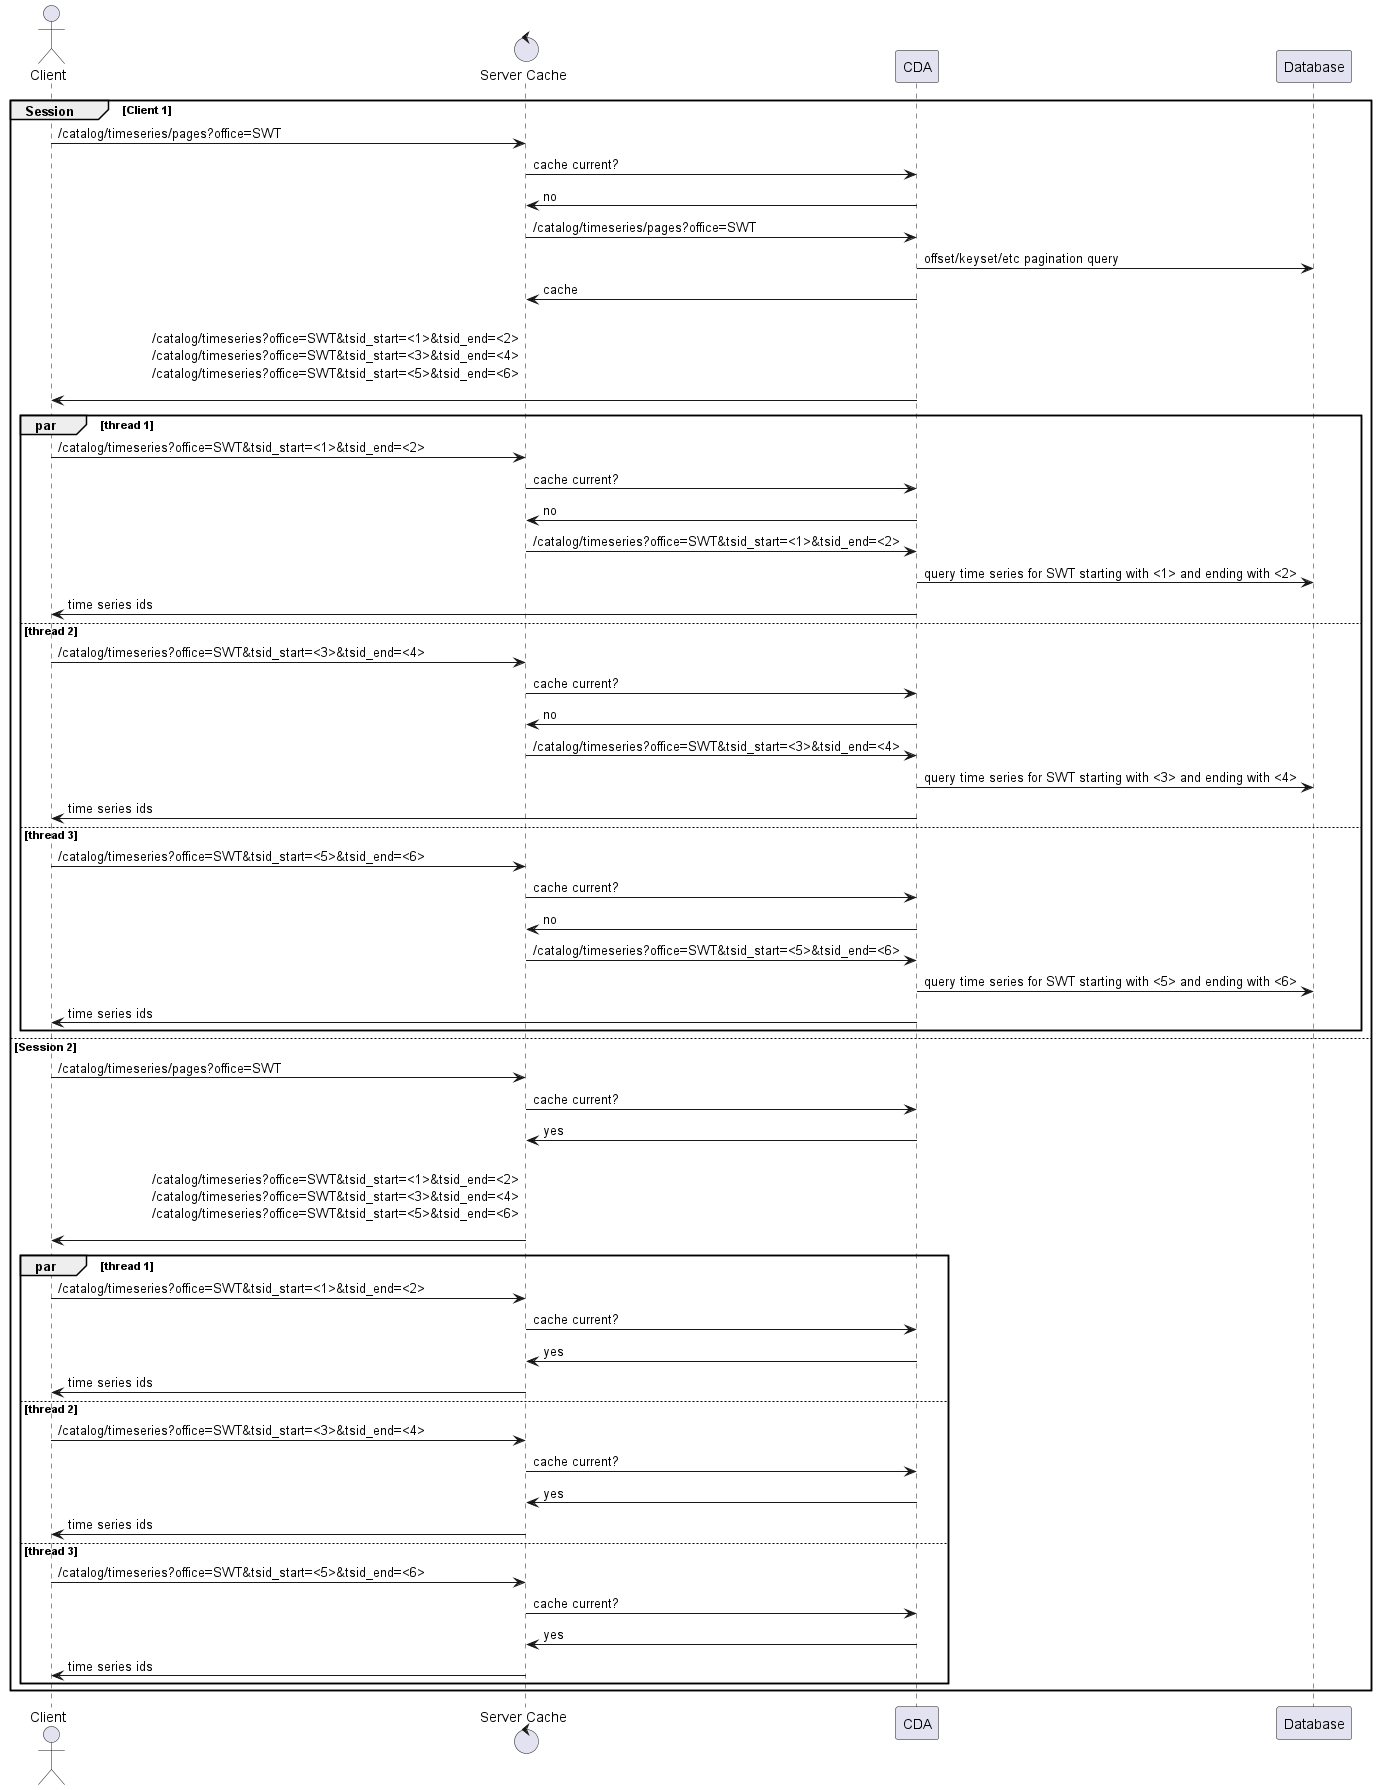 Client
Server Cache
CDA
Database
Session [Client 1]
/catalog/timeseries/pages?office=SWT
cache current?
no
/catalog/timeseries/pages?office=SWT
offset/keyset/etc pagination query
cache
/catalog/timeseries?office=SWT&tsid_start=<1>&tsid_end=<2>
/catalog/timeseries?office=SWT&tsid_start=<3>&tsid_end=<4>
/catalog/timeseries?office=SWT&tsid_start=<5>&tsid_end=<6>
par [thread 1]
/catalog/timeseries?office=SWT&tsid_start=<1>&tsid_end=<2>
cache current?
no
/catalog/timeseries?office=SWT&tsid_start=<1>&tsid_end=<2>
query time series for SWT starting with <1> and ending with <2>
time series ids
[thread 2]
/catalog/timeseries?office=SWT&tsid_start=<3>&tsid_end=<4>
cache current?
no
/catalog/timeseries?office=SWT&tsid_start=<3>&tsid_end=<4>
query time series for SWT starting with <3> and ending with <4>
time series ids
[thread 3]
/catalog/timeseries?office=SWT&tsid_start=<5>&tsid_end=<6>
cache current?
no
/catalog/timeseries?office=SWT&tsid_start=<5>&tsid_end=<6>
query time series for SWT starting with <5> and ending with <6>
time series ids
[Session 2]
/catalog/timeseries/pages?office=SWT
cache current?
yes
/catalog/timeseries?office=SWT&tsid_start=<1>&tsid_end=<2>
/catalog/timeseries?office=SWT&tsid_start=<3>&tsid_end=<4>
/catalog/timeseries?office=SWT&tsid_start=<5>&tsid_end=<6>
par [thread 1]
/catalog/timeseries?office=SWT&tsid_start=<1>&tsid_end=<2>
cache current?
yes
time series ids
[thread 2]
/catalog/timeseries?office=SWT&tsid_start=<3>&tsid_end=<4>
cache current?
yes
time series ids
[thread 3]
/catalog/timeseries?office=SWT&tsid_start=<5>&tsid_end=<6>
cache current?
yes
time series ids
Client
Server Cache
CDA
Database